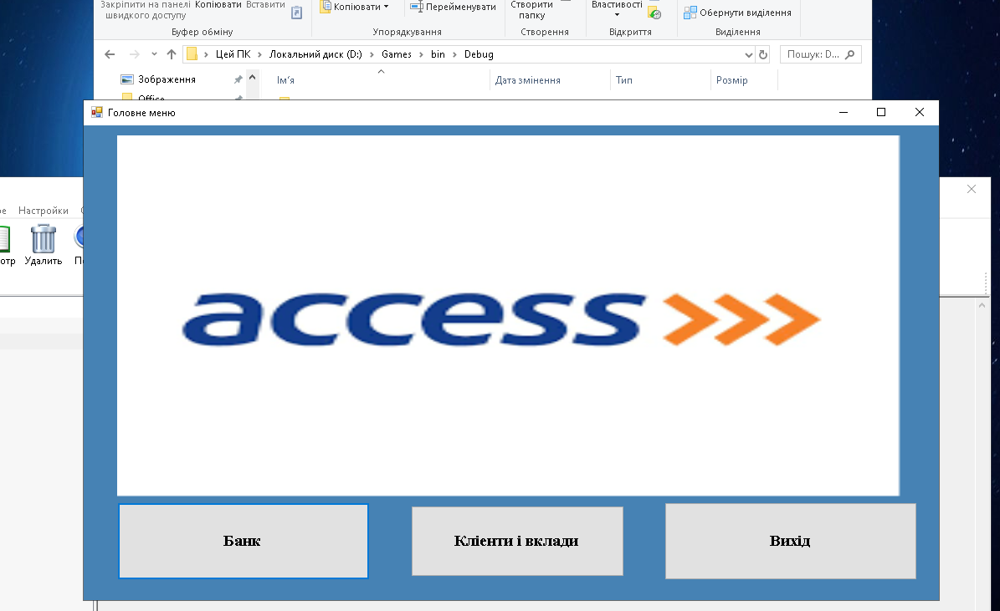 Закріпити на панелі Копіювати Вставити
швидкого доступу
Копіювати
Перейменувати
Створити
папку
Властивості
Обернути виділення
Буфер обміну
Упорядкування
Створення
Відкриття
Виділення
Цей ПК > Локальний диск (D:) > Games > bin > Debug
Пошук: D...
Зображення
Ім'я
Дата змінення
Тип
Розмір
Office
Головне меню
Настройки
Удалить
access
Банк
Клієнти і вклади
Вихід